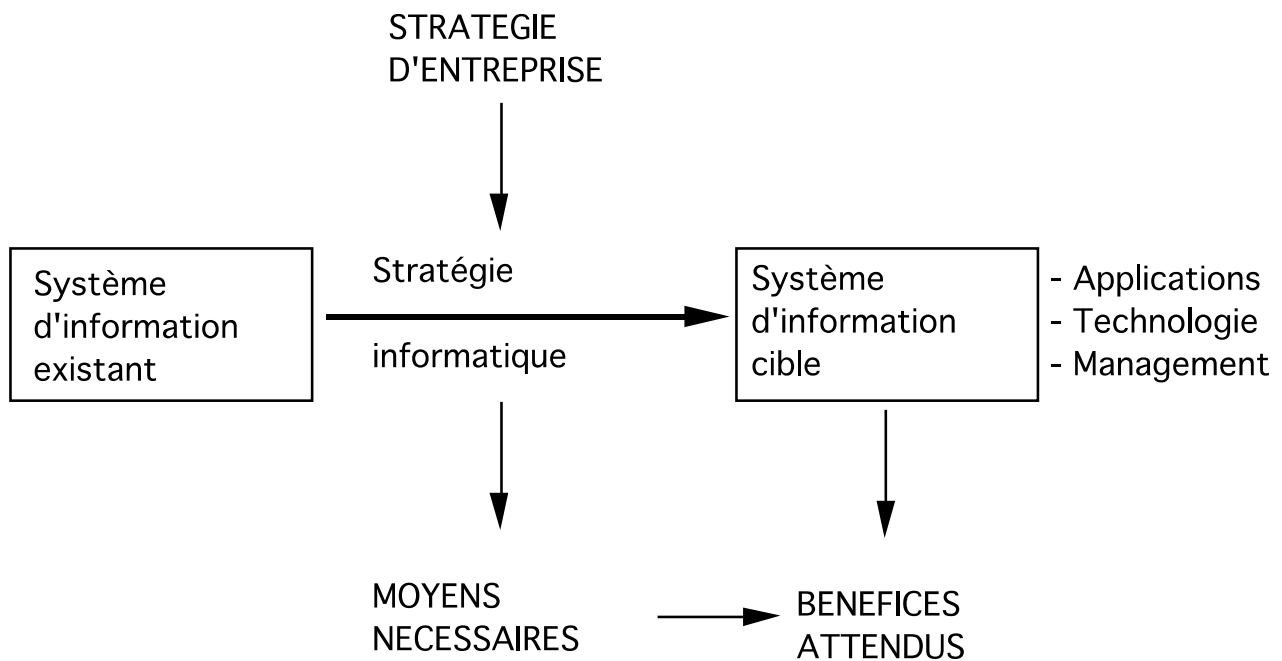 STRATEGIE
D'ENTREPRISE
Système
d'information
existant
Stratégie
informatique
Système
d'information
cible
- Applications
- Technologie
- Management
MOYENS
NECESSAIRES
BENEFICES
ATTENDUS